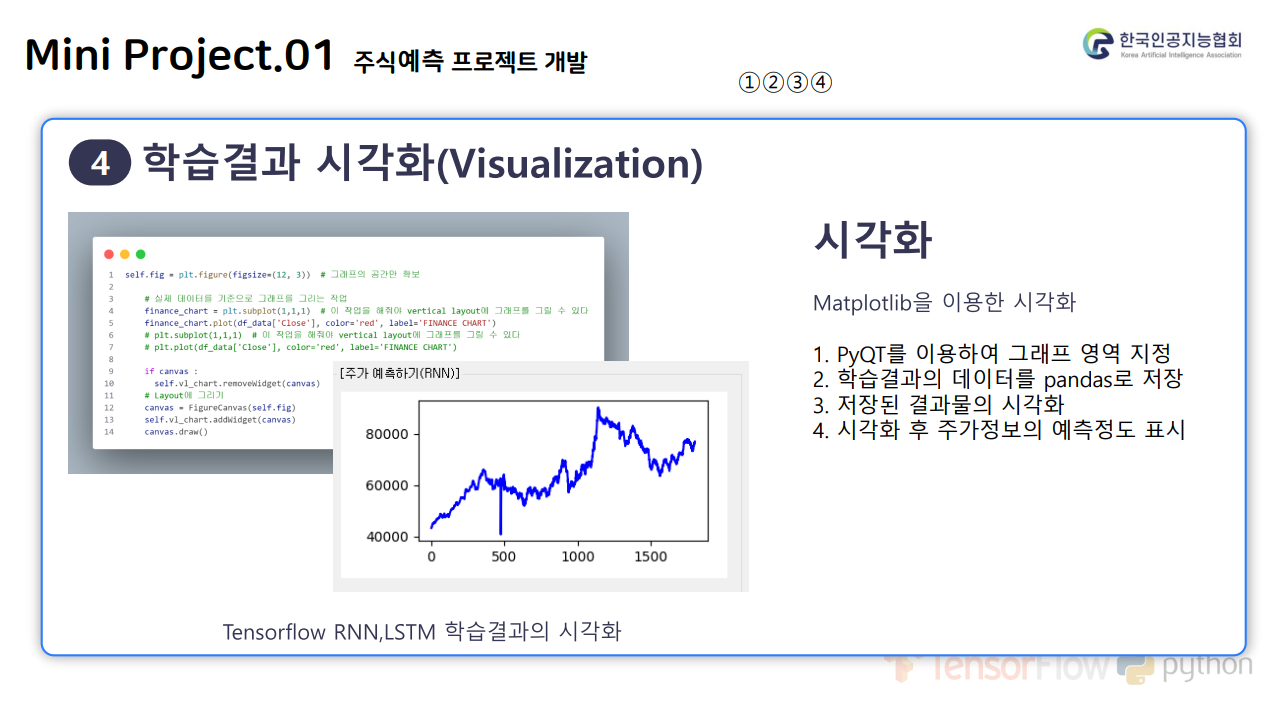 Mini Project.01 주식예측 프로젝트 개발
한국인공지능협회
Korea Artificial Intelligence Association
①②③④
4 학습결과 시각화(Visualization)
1 self.fig = plt.figure(figsize=(12, 3))  # 그래프의 공간만 확보
2
3 # 실제 데이터를 기준으로 그래프를 그리는 작업
4 finance_chart = plt.subplot(1,1,1)  # 이 작업을 해줘야 vertical layout에 그래프를 그릴 수 있다
5 finance_chart.plot(df_data['Close'], color='red', label='FINANCE CHART')
6 # plt.subplot(1,1,1)  # 이 작업을 해줘야 vertical layout에 그래프를 그릴 수 있다
7 # plt.plot(df_data['Close'], color='red', label='FINANCE CHART')
8
9 if canvas :
10 self.vl_chart.removeWidget(canvas)
11 # Layout에 그리기
12 canvas = FigureCanvas(self.fig)
13 self.vl_chart.addWidget(canvas)
14 canvas.draw()
[주가 예측하기(RNN)]
80000
60000
40000
0 500 1000 1500
Tensorflow RNN,LSTM 학습결과의 시각화
시각화
Matplotlib을 이용한 시각화
1. PyQT를 이용하여 그래프 영역 지정
2. 학습결과의 데이터를 pandas로 저장
3. 저장된 결과물의 시각화
4. 시각화 후 주가정보의 예측정도 표시
TensorFlow python